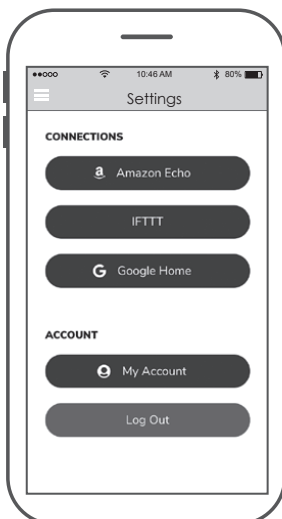 10:46 AM
80%
Settings
CONNECTIONS
a Amazon Echo
IFTTT
G Google Home
ACCOUNT
My Account
Log Out